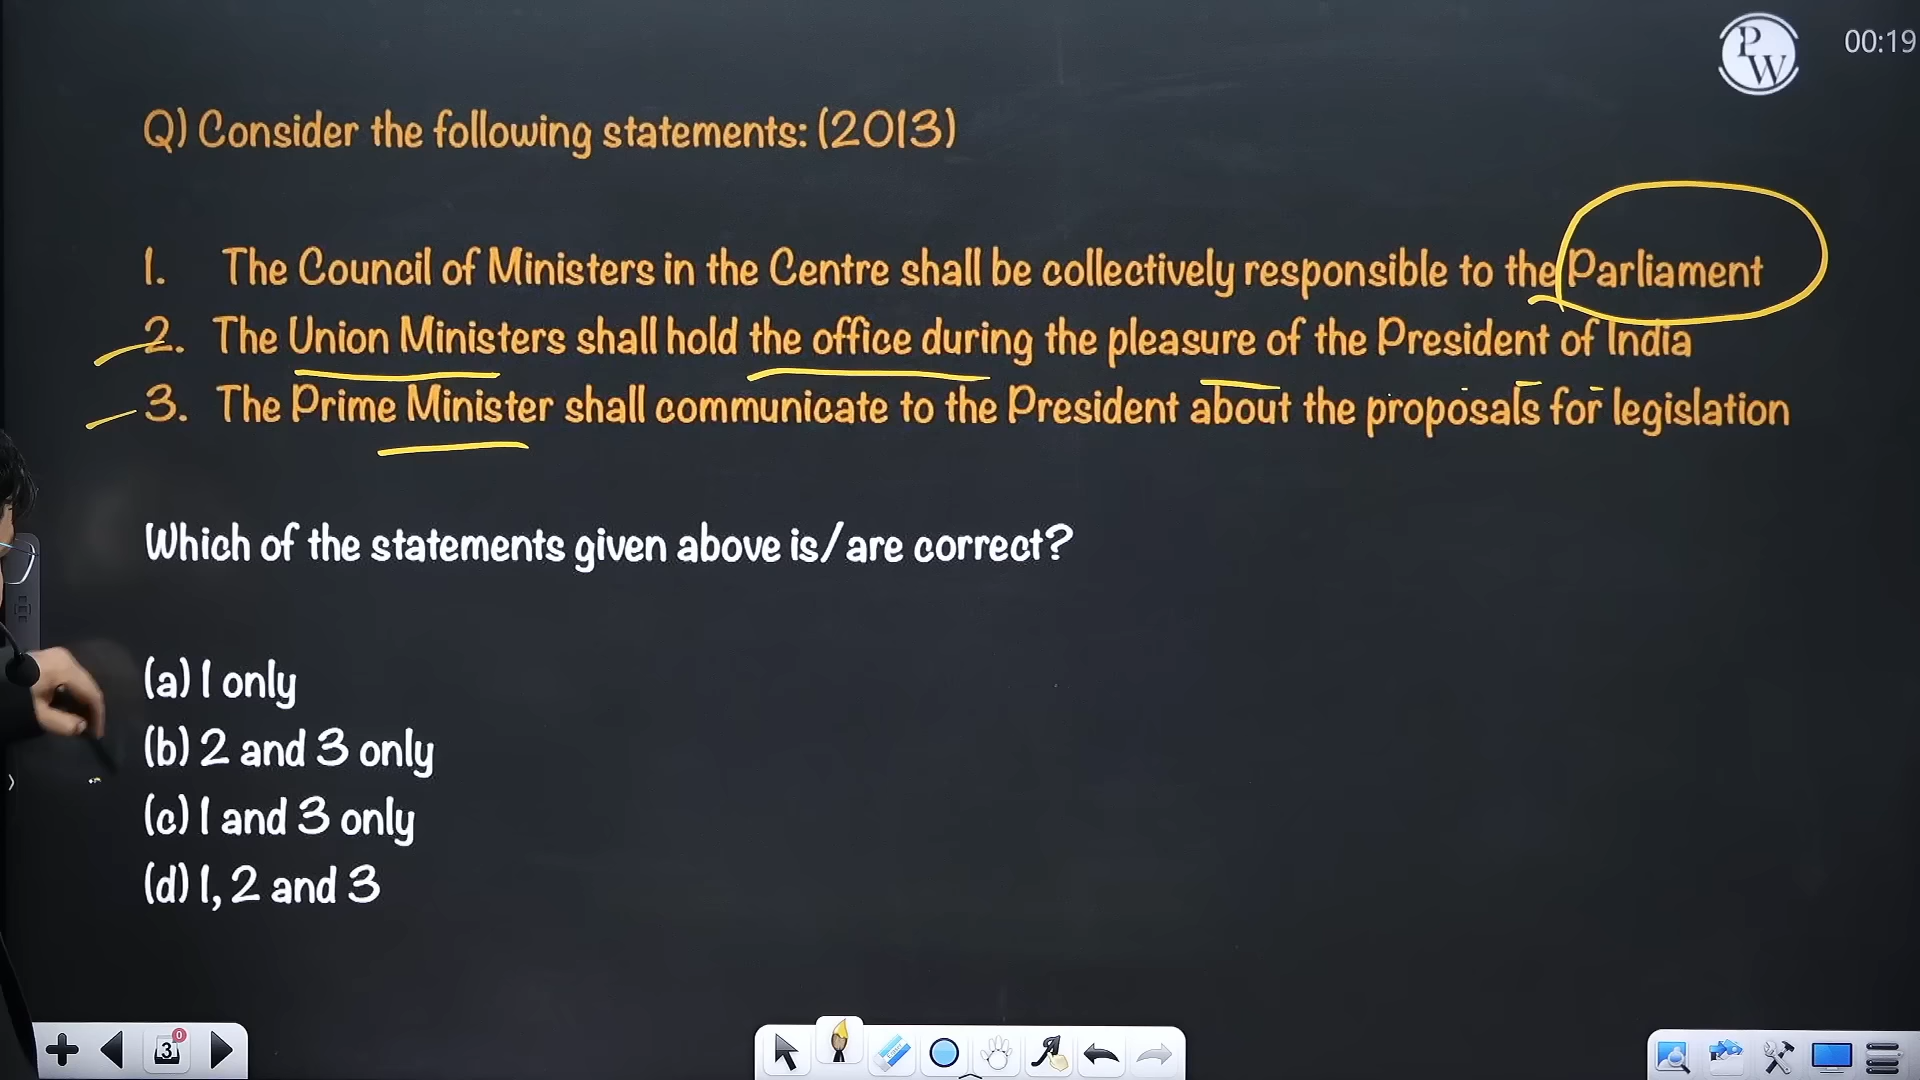 PW
00:19
Q) Consider the following statements: (2013)
1. The Council of Ministers in the Centre shall be collectively responsible to the Parliament
2. The Union Ministers shall hold the office during the pleasure of the President of India
3. The Prime Minister shall communicate to the President about the proposals for legislation
Which of the statements given above is/are correct?
(a) 1 only
(b) 2 and 3 only
(c) 1 and 3 only
(d) 1, 2 and 3
3
0